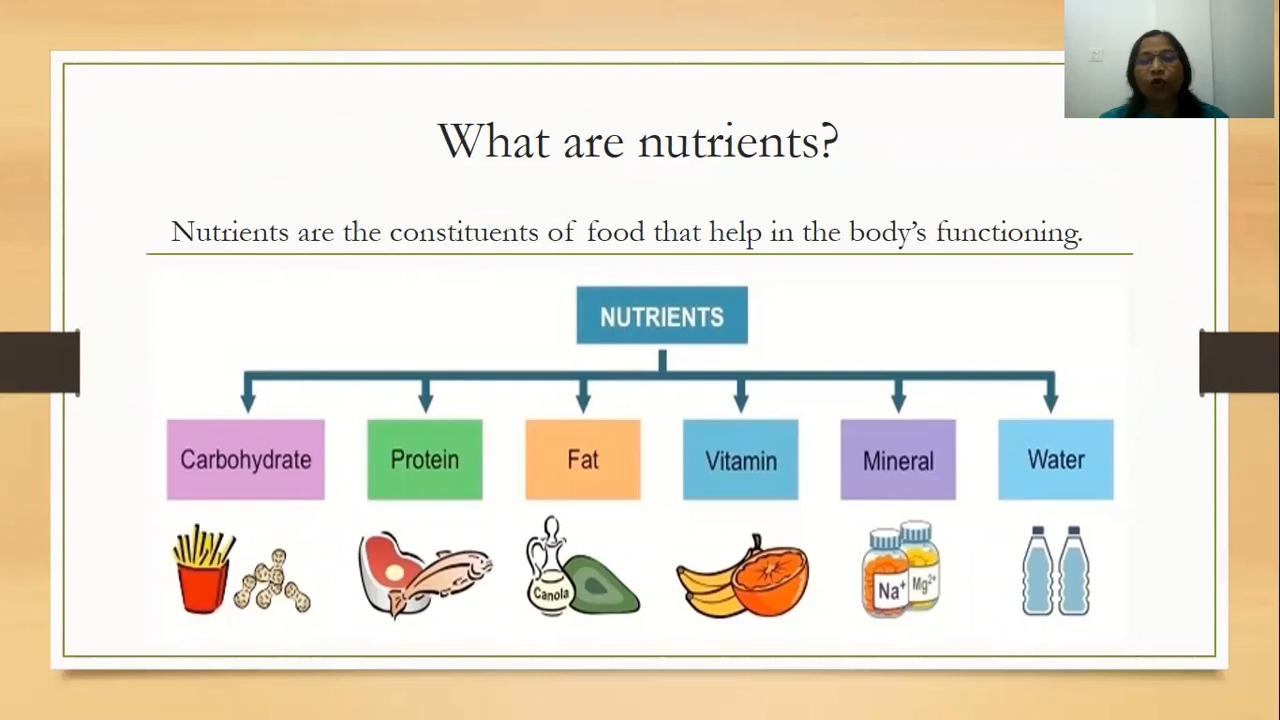 What are nutrients?
Nutrients are the constituents of food that help in the body's functioning.
NUTRIENTS
Carbohydrate Protein Fat Vitamin Mineral Water
Canola Na⁺ Mg²⁺